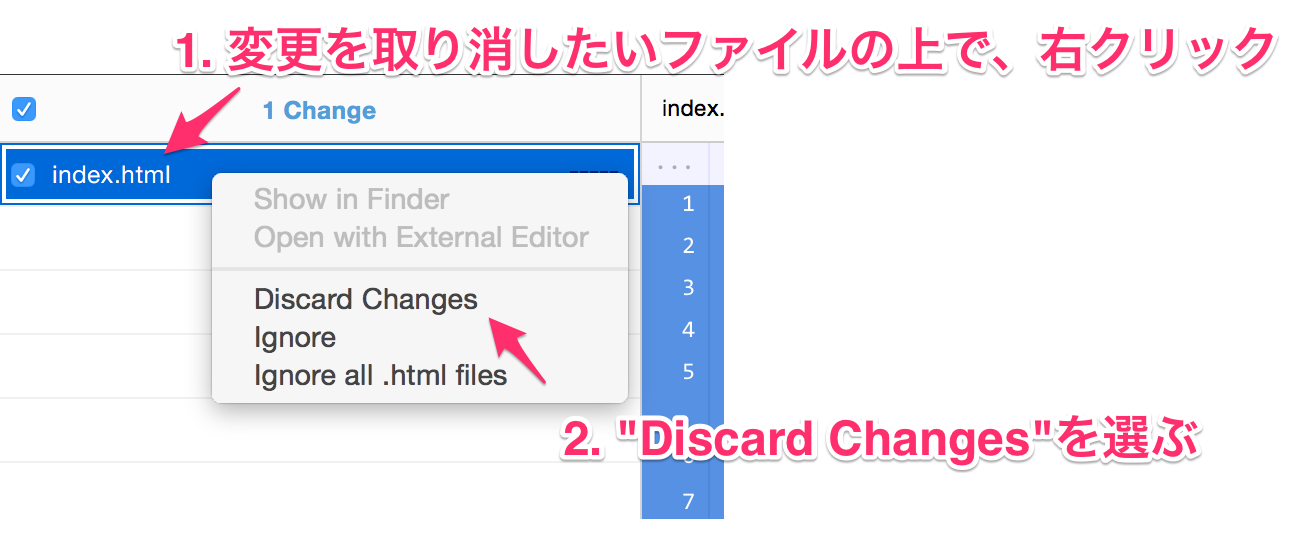 1. 変更を取り消したいファイルの上で、右クリック
1 Change
index.
index.html
...
Show in Finder
Open with External Editor
Discard Changes
Ignore
Ignore all .html files
1
2
3
4
5
2. "Discard Changes"を選ぶ
7